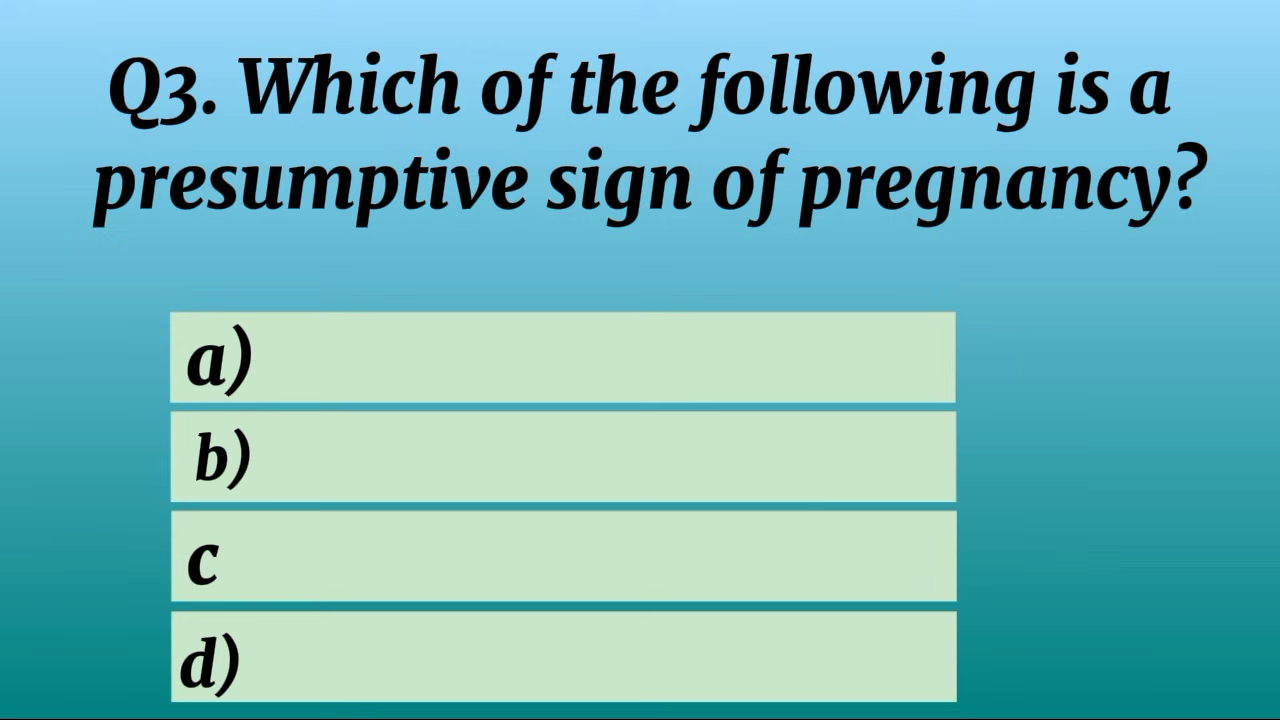 Q3. Which of the following is a
presumptive sign of pregnancy?
a)
b)
c
d)